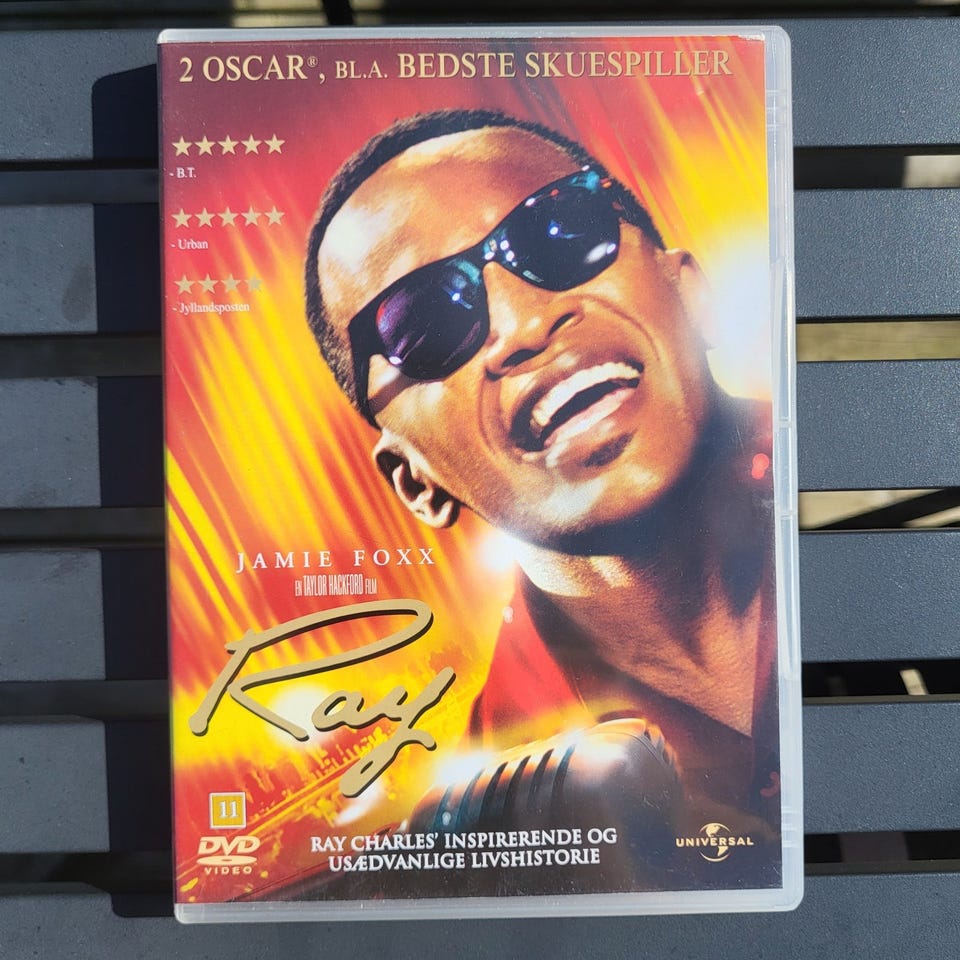 2 OSCAR®, BL.A. BEDSTE SKUESPILLER
- B.T.
- Urban
- Jyllandsposten
JAMIE FOXX
EN TAYLOR HACKFORD FILM
Ray
11
DVD
VIDEO
RAY CHARLES' INSPIRERENDE OG
USÆDVANLIGE LIVSHISTORIE
UNIVERSAL